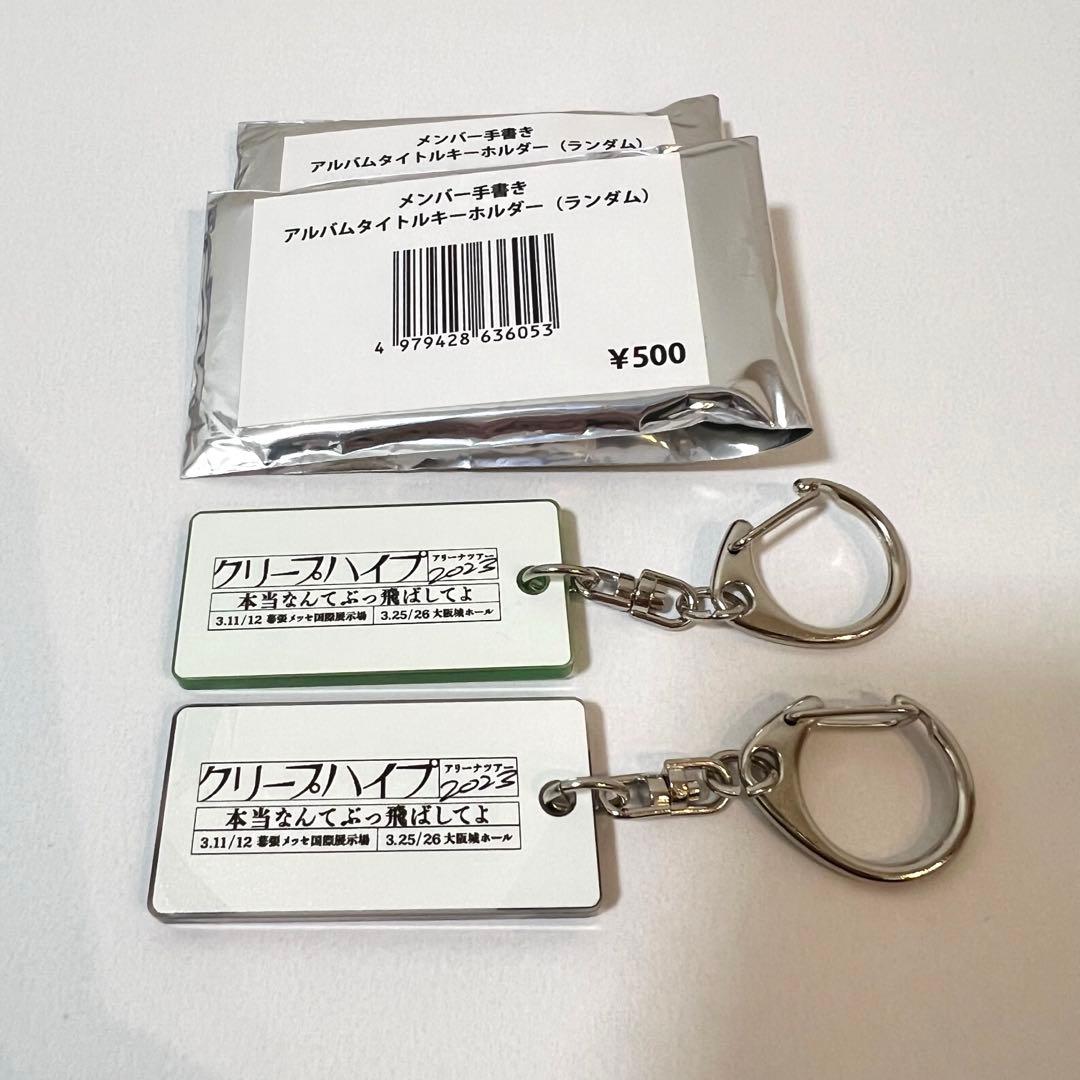 メンバー手書き
アルバムタイトルキーホルダー（ランダム）
メンバー手書き
アルバムタイトルキーホルダー（ランダム）
4 979428 636053
¥500
クリープハイプ アリーナツアー 2023
本当なんてぶっ飛ばしてよ
3.11/12 幕張メッセ国際展示場 3.25/26 大阪城ホール
クリープハイプ アリーナツアー 2023
本当なんてぶっ飛ばしてよ
3.11/12 幕張メッセ国際展示場 3.25/26 大阪城ホール